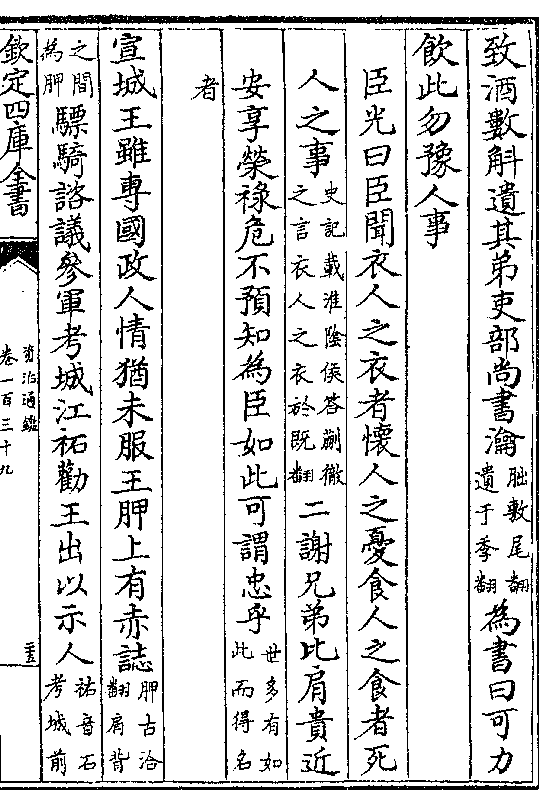 致酒數斛遺其弟吏部尚書瀹朏敷尾翻遺于季翻為書曰可力
飲此勿豫人事
臣光曰臣聞衣人之衣者懷人之憂食人之食者死
人之事史記載淮陰侯答蒯徹之言衣人之衣於既翻二謝兄弟比肩貴近
安享榮祿危不預知為臣如此可謂忠乎世多有如此而得名
者
宣城王雖專國政人情猶未服王胛上有赤誌胛古洽翻肩背
之間為胛驃騎諮議參軍考城江祏勸王出以示人祏音石考城前
欽定四庫全書
資治通鑑
卷一百三十九